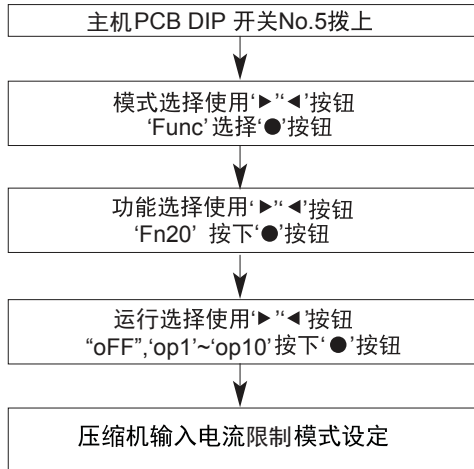 主机PCB DIP 开关No.5拨上
模式选择使用‘▶’‘◀’按钮
‘Func’选择‘●’按钮
功能选择使用‘▶’‘◀’按钮
‘Fn20’ 按下‘●’按钮
运行选择使用‘▶’‘◀’按钮
“oFF”,‘op1’~‘op10’按下‘●’按钮
压缩机输入电流限制模式设定